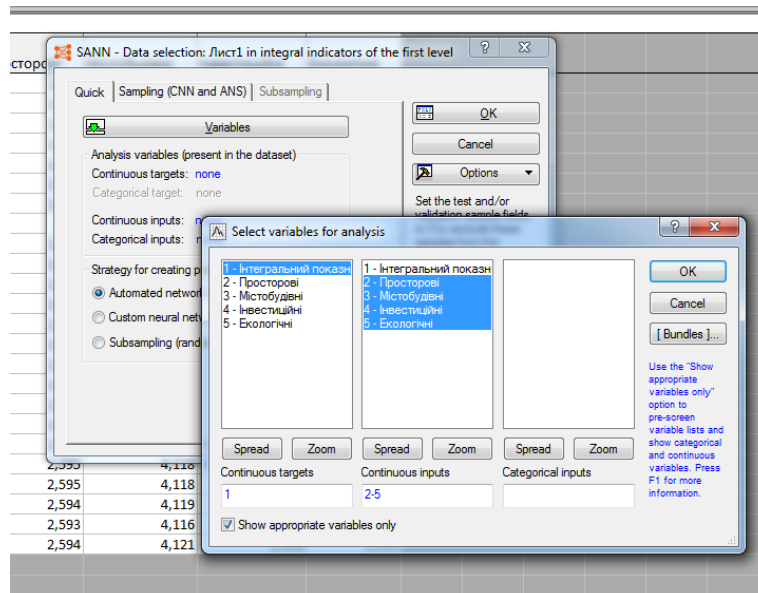 SANN - Data selection: Лист1 in integral indicators of the first level
Quick
Sampling (CNN and ANS)
Subsampling
Variables
Analysis variables (present in the dataset)
Continuous targets: none
Categorical target: none
Continuous inputs:
Categorical inputs:
Strategy for creating
Automated
Custom neural
Subsampling
OK
Cancel
Options
Set the test and/or
validation sample fields
Select variables for analysis
1 - Інтегральний показн
2 - Просторові
3 - Містобудівні
4 - Інвестиційні
5 - Екологічні
1 - Інтегральний показн
2 - Просторові
3 - Містобудівні
4 - Інвестиційні
5 - Екологічні
OK
Cancel
[ Bundles ]...
Use the "Show
appropriate
variables only"
option to
pre-screen
variable lists and
show categorical
and continuous
variables. Press
F1 for more
information.
Spread
Zoom
Spread
Zoom
Spread
Zoom
Continuous targets
Continuous inputs
Categorical inputs
1
2-5
Show appropriate variables only
2,595 4,118
2,595 4,118
2,594 4,119
2,593 4,116
2,594 4,121